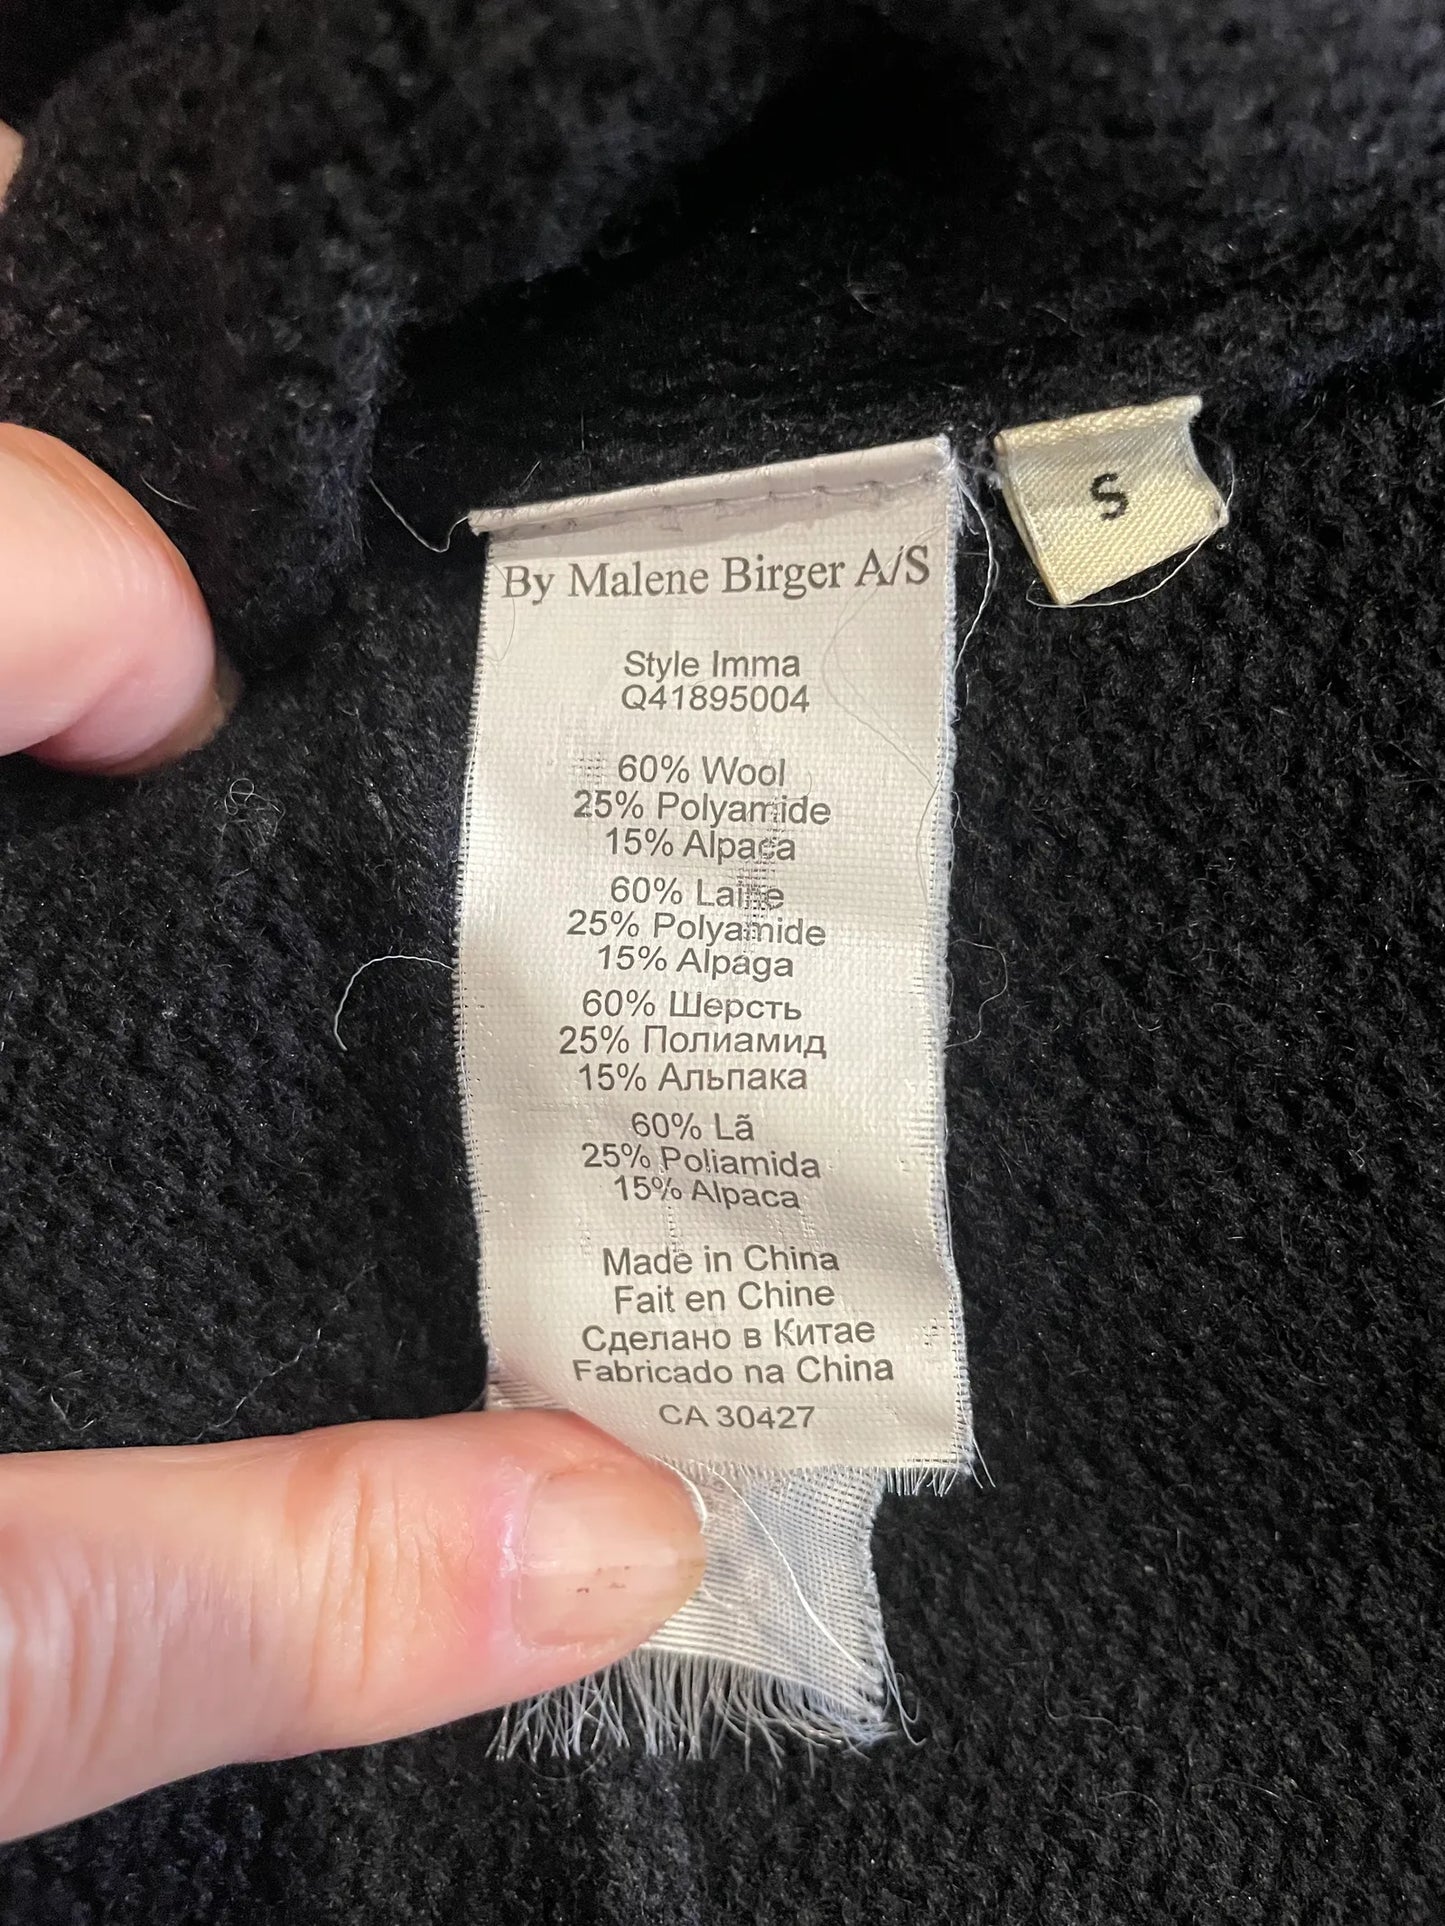 By Malene Birger A/S
S
Style Imma
Q41895004
60% Wool
25% Polyamide
15% Alpaca
60% Laine
25% Polyamide
15% Alpaga
60% Шерсть
25% Полиамид
15% Альпака
60% Lã
25% Poliamida
15% Alpaca
Made in China
Fait en Chine
Сделано в Китае
Fabricado na China
CA 30427